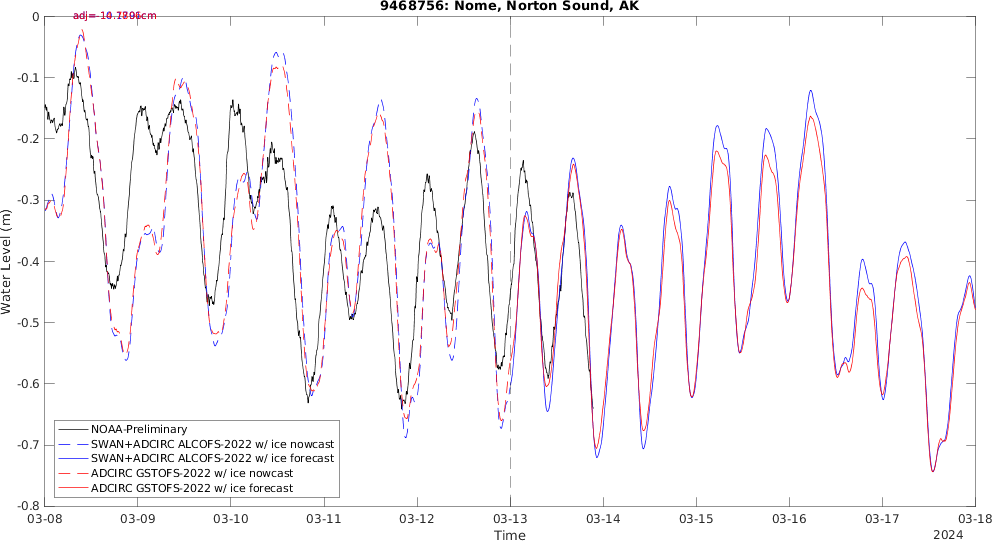 9468756: Nome, Norton Sound, AK
0
-0.1
-0.2
-0.3
-0.4
-0.5
-0.6
-0.7
-0.8
Water Level (m)
NOAA-Preliminary
SWAN+ADCIRC ALCOFS-2022 w/ ice nowcast
SWAN+ADCIRC ALCOFS-2022 w/ ice forecast
ADCIRC GSTOFS-2022 w/ ice nowcast
ADCIRC GSTOFS-2022 w/ ice forecast
03-08 03-09 03-10 03-11 03-12 03-13 03-14 03-15 03-16 03-17 03-18
Time
2024